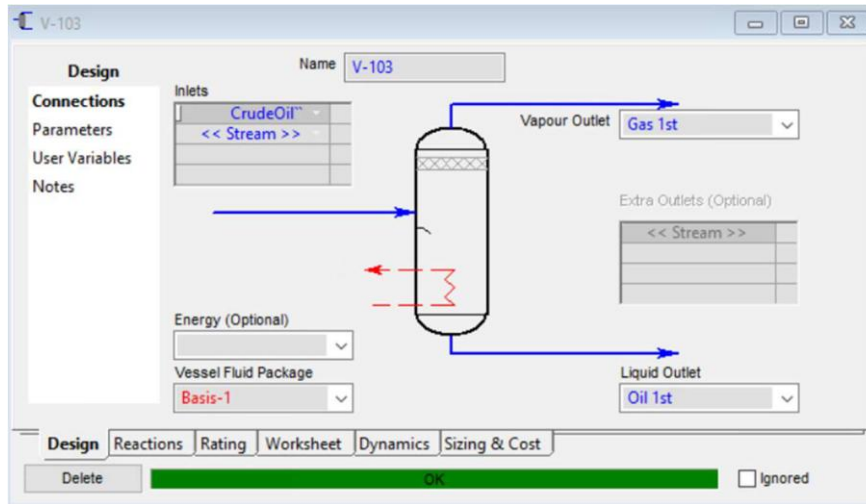 V-103
Design
Connections
Parameters
User Variables
Notes
Name V-103
Inlets
CrudeOil``
<< Stream >>
Vapour Outlet Gas 1st
Extra Outlets (Optional)
<< Stream >>
Energy (Optional)
Vessel Fluid Package
Basis-1
Liquid Outlet
Oil 1st
Design Reactions Rating Worksheet Dynamics Sizing & Cost
Delete OK Ignored